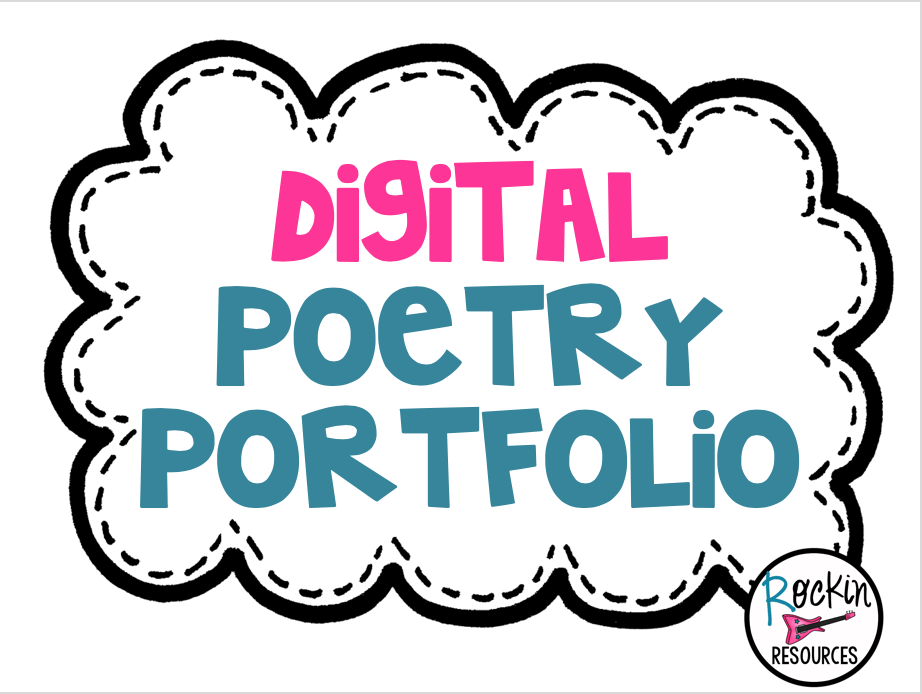 DiGiTAL
POeTRY
PORTFOLiO
Rockin
RESOURCES